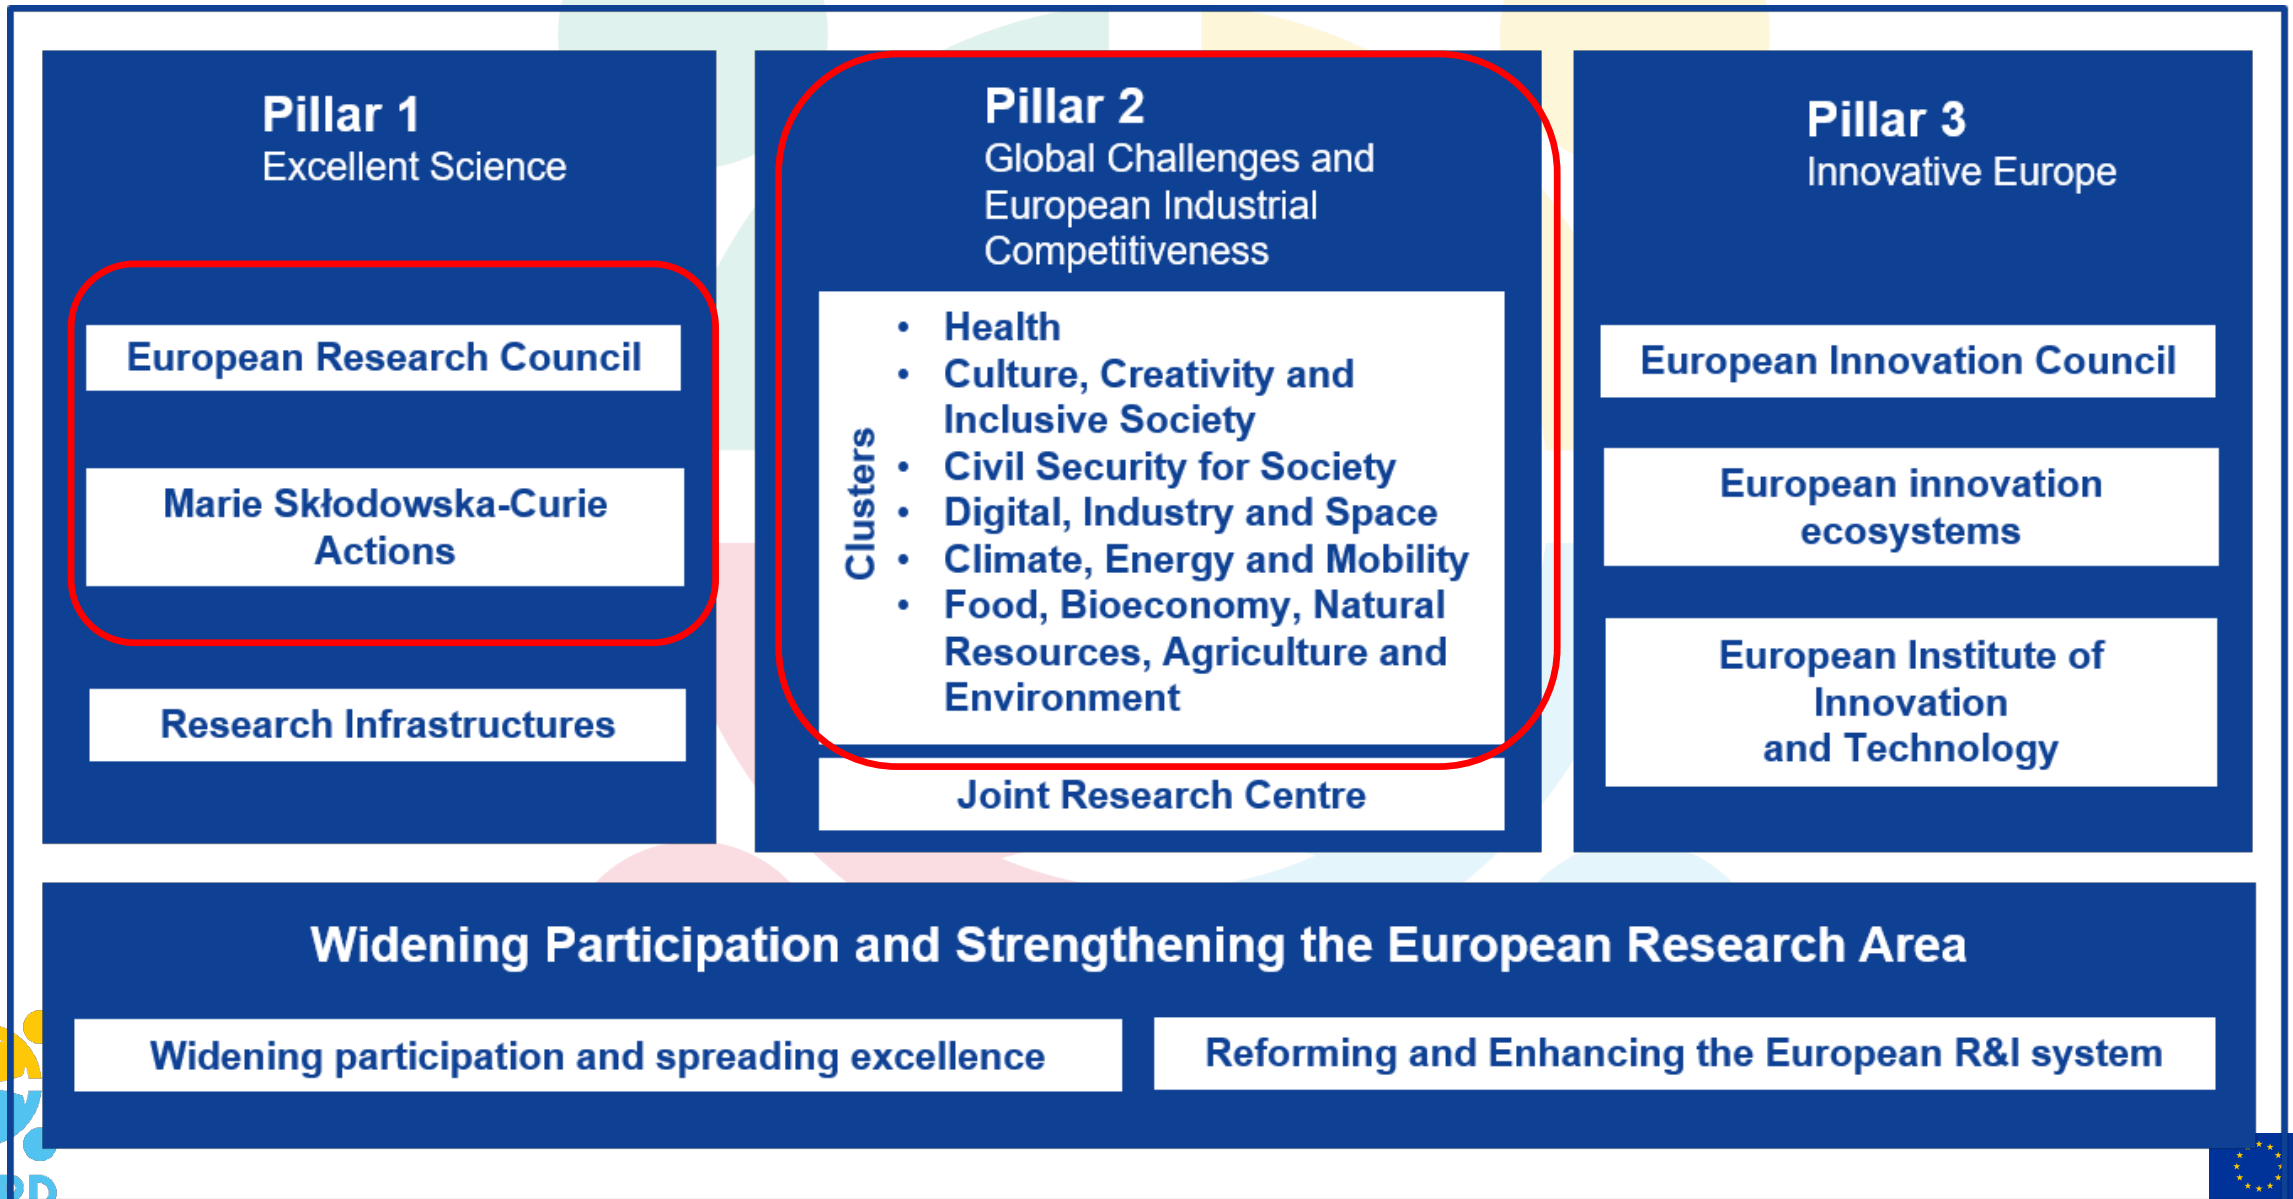 Pillar 1
Excellent Science
European Research Council
Marie Skłodowska-Curie
Actions
Research Infrastructures
Pillar 2
Global Challenges and
European Industrial
Competitiveness
Clusters
• Health
• Culture, Creativity and
Inclusive Society
• Civil Security for Society
• Digital, Industry and Space
• Climate, Energy and Mobility
• Food, Bioeconomy, Natural
Resources, Agriculture and
Environment
Joint Research Centre
Pillar 3
Innovative Europe
European Innovation Council
European innovation
ecosystems
European Institute of
Innovation
and Technology
Widening Participation and Strengthening the European Research Area
Widening participation and spreading excellence
Reforming and Enhancing the European R&I system